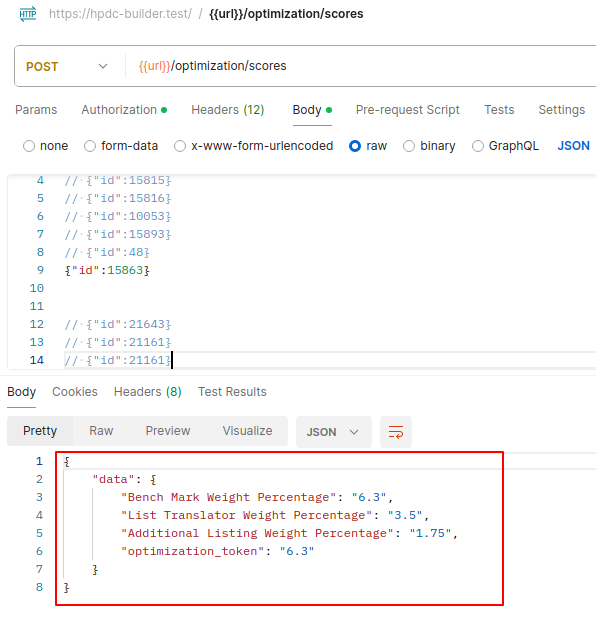 HTTP https://hpdc-builder.test/ / {{url}}/optimization/scores
POST {{url}}/optimization/scores
Params Authorization Headers (12) Body Pre-request Script Tests Settings
none form-data x-www-form-urlencoded raw binary GraphQL JSON
4 // {"id":15815}
5 // {"id":15816}
6 // {"id":10053}
7 // {"id":15893}
8 // {"id":48}
9 {"id":15863}
10
11
12 // {"id":21643}
13 // {"id":21161}
14 // {"id":21161}
Body Cookies Headers (8) Test Results
Pretty Raw Preview Visualize JSON
1 {
2 "data": {
3 "Bench Mark Weight Percentage": "6.3",
4 "List Translator Weight Percentage": "3.5",
5 "Additional Listing Weight Percentage": "1.75",
6 "optimization_token": "6.3"
7 }
8 }